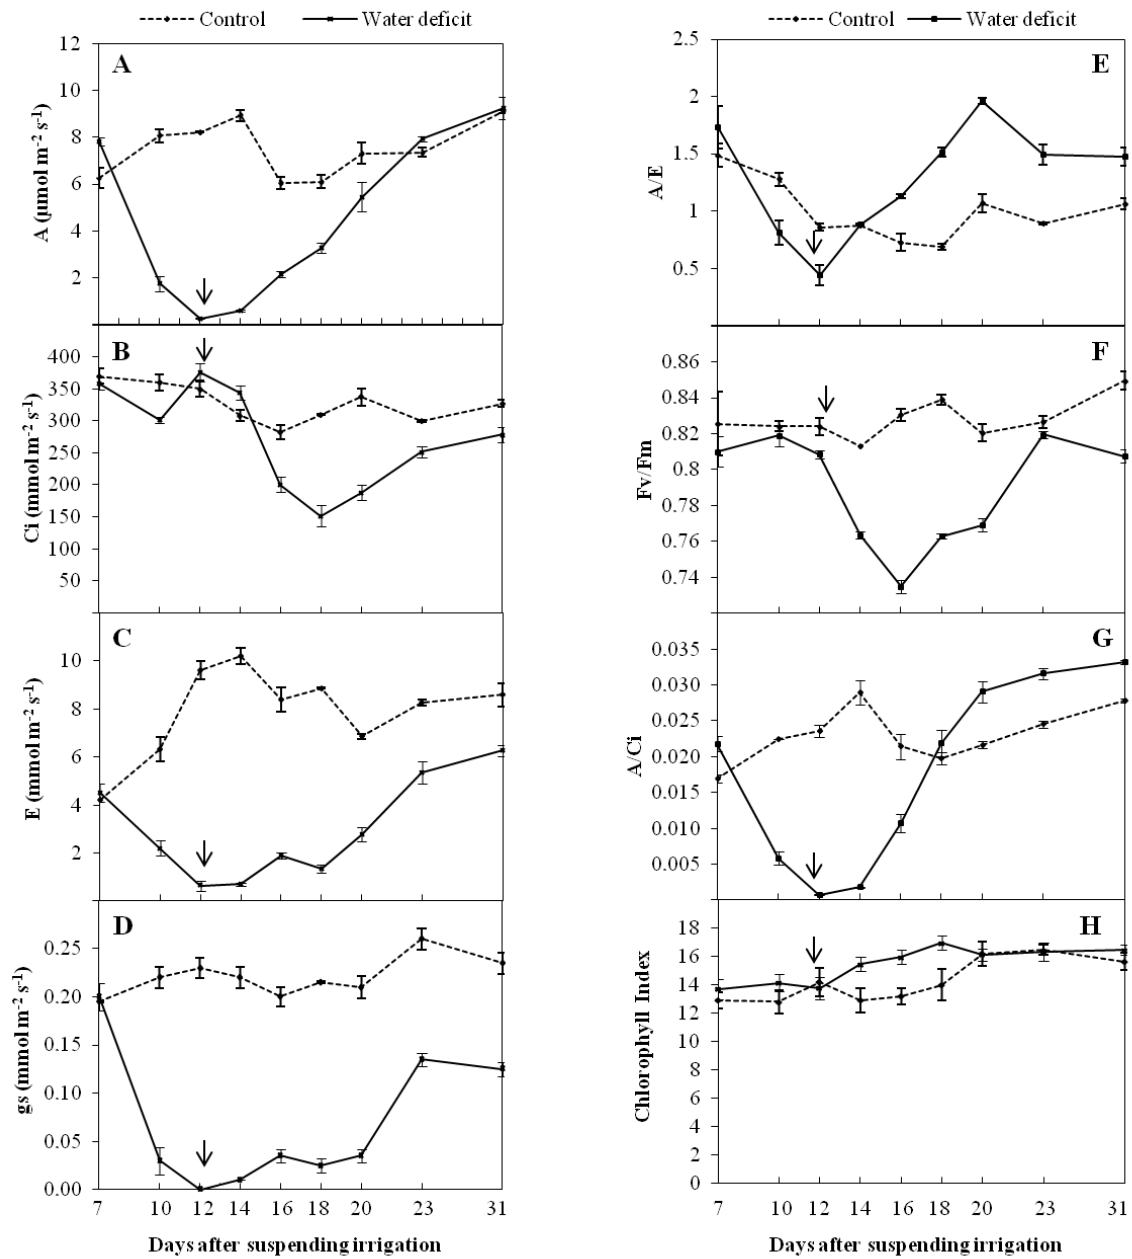 Control Water deficit
A
12
10
8
6
4
2
A (µmol m⁻² s⁻¹)
B
400
350
300
250
200
150
100
50
Ci (mmol m⁻² s⁻¹)
C
10
8
6
4
2
E (mmol m⁻² s⁻¹)
D
0.25
0.20
0.15
0.10
0.05
0.00
gs (mmol m⁻² s⁻¹)
7 10 12 14 16 18 20 23 31
Days after suspending irrigation
Control Water deficit
E
2.5
2
1.5
1
0.5
A/E
F
0.86
0.84
0.82
0.8
0.78
0.76
0.74
Fv/Fm
G
0.035
0.030
0.025
0.020
0.015
0.010
0.005
A/Ci
H
18
16
14
12
10
8
6
4
2
0
Chlorophyll Index
7 10 12 14 16 18 20 23 31
Days after suspending irrigation